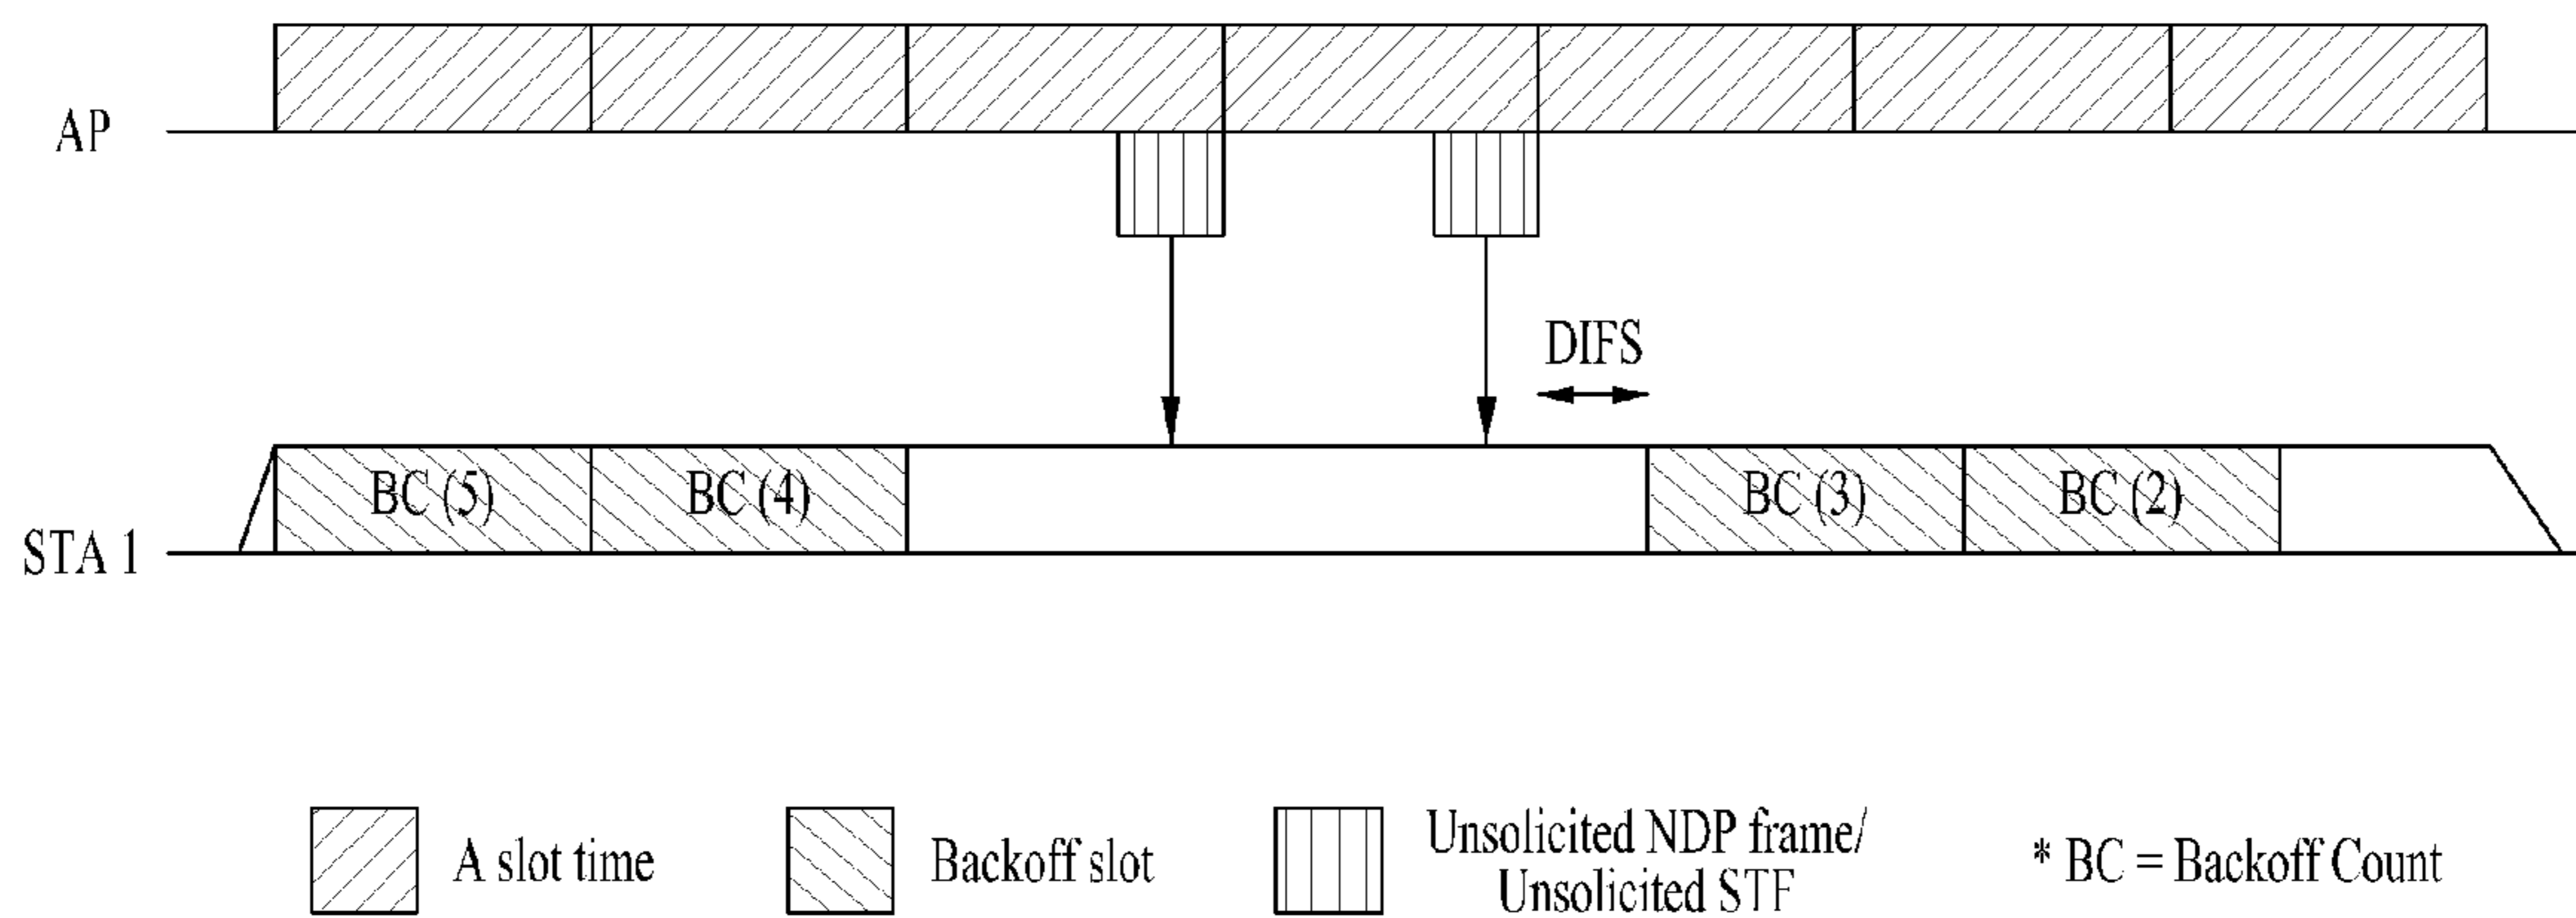 AP
DIFS
BC (5)
BC (4)
BC (3)
BC (2)
STA 1
A slot time
Backoff slot
Unsolicited NDP frame/
Unsolicited STF
* BC = Backoff Count